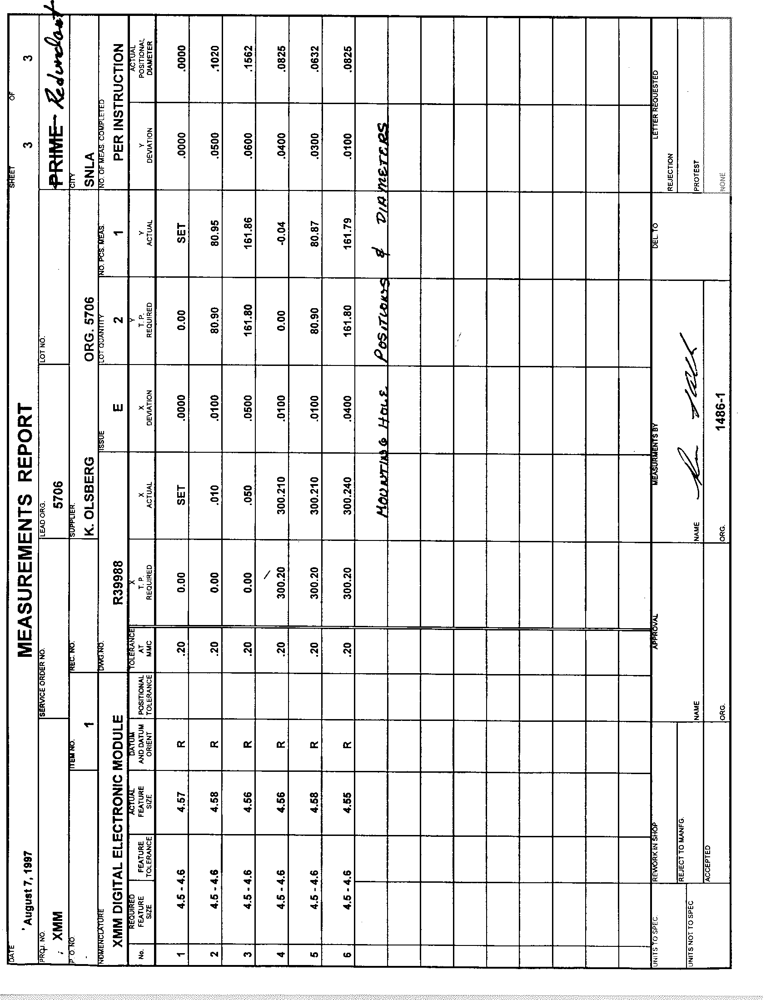 MEASUREMENTS REPORT
DATE August 7, 1997 SHEET 3 OF 3
PROJ. NO. XMM SERVICE ORDER NO. LEAD ORG. 5706 LOT NO. PRIME Redundant
P. O. NO. ITEM NO. 1 REC. NO. SUPPLIER. K. OLSBERG ORG. 5706 CITY SNLA
NOMENCLATURE DWG.NO. ISSUE LOT QUANTITY NO. PCS. MEAS. NO. OF MEAS. COMPLETED
XMM DIGITAL ELECTRONIC MODULE R39988 E 2 1 PER INSTRUCTION
No. REQUIRED FEATURE SIZE FEATURE TOLERANCE ACTUAL FEATURE SIZE DATUM AND DATUM ORIENT POSITIONAL TOLERANCE TOLERANCE AT MMC X T.P. REQUIRED X ACTUAL X DEVIATION Y T.P. REQUIRED Y ACTUAL Y DEVIATION ACTUAL POSITIONAL DIAMETER
1 4.5 - 4.6 4.57 R .20 0.00 SET .0000 0.00 SET .0000 .0000
2 4.5 - 4.6 4.58 R .20 0.00 .010 .0100 80.90 80.95 .0500 .1020
3 4.5 - 4.6 4.56 R .20 0.00 .050 .0500 161.80 161.86 .0600 .1562
4 4.5 - 4.6 4.56 R .20 300.20 300.210 .0100 0.00 -0.04 .0400 .0825
5 4.5 - 4.6 4.58 R .20 300.20 300.210 .0100 80.90 80.87 .0300 .0632
6 4.5 - 4.6 4.55 R .20 300.20 300.240 .0400 161.80 161.79 .0100 .0825
MOUNTING HOLE POSITIONS & DIAMETERS
UNITS TO SPEC. REWORK IN SHOP APPROVAL MEASURMENTS BY DEL. TO LETTER REQUESTED
REJECTION
UNITS NOT TO SPEC REJECT TO MANFG. NAME NAME PROTEST
ACCEPTED ORG. ORG. 1486-1 NONE